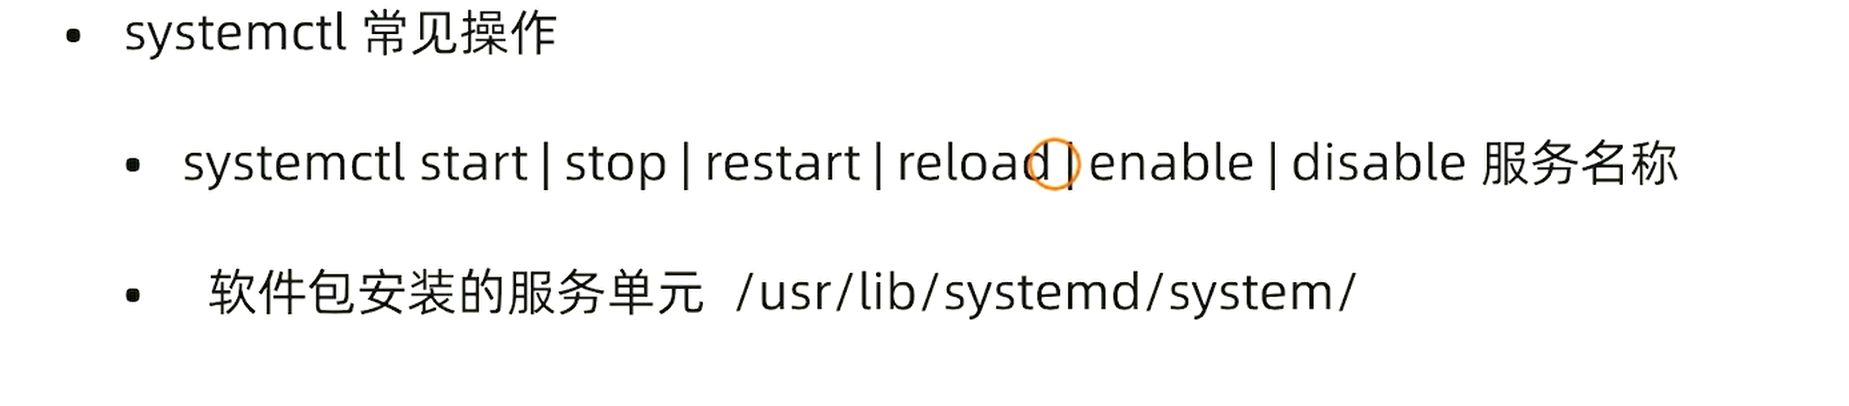 • systemctl 常见操作
• systemctl start | stop | restart | reload | enable | disable 服务名称
• 软件包安装的服务单元 /usr/lib/systemd/system/